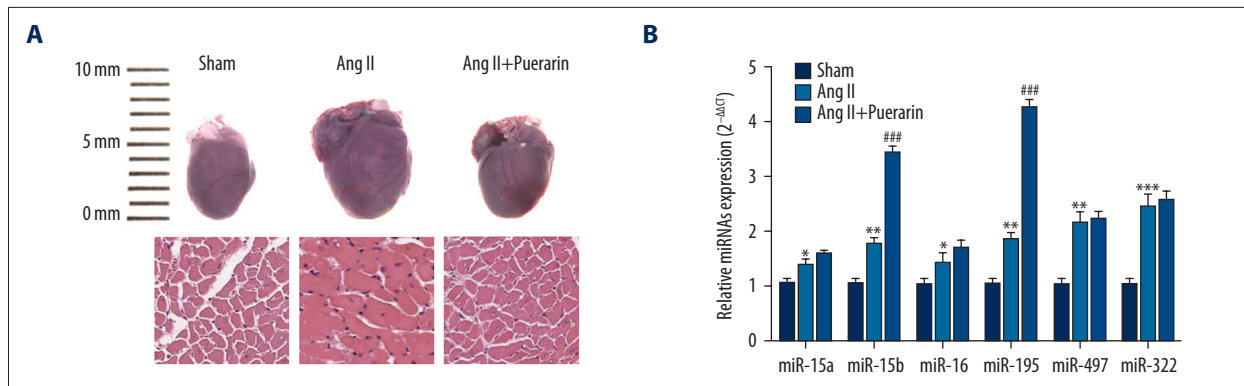 A
10 mm
5 mm
0 mm
Sham
Ang II
Ang II+Puerarin
B
Relative miRNAs expression (2−ΔΔCT)
5
4
3
2
1
0
Sham
Ang II
Ang II+Puerarin
*
**
###
*
**
###
**
***
miR-15a
miR-15b
miR-16
miR-195
miR-497
miR-322